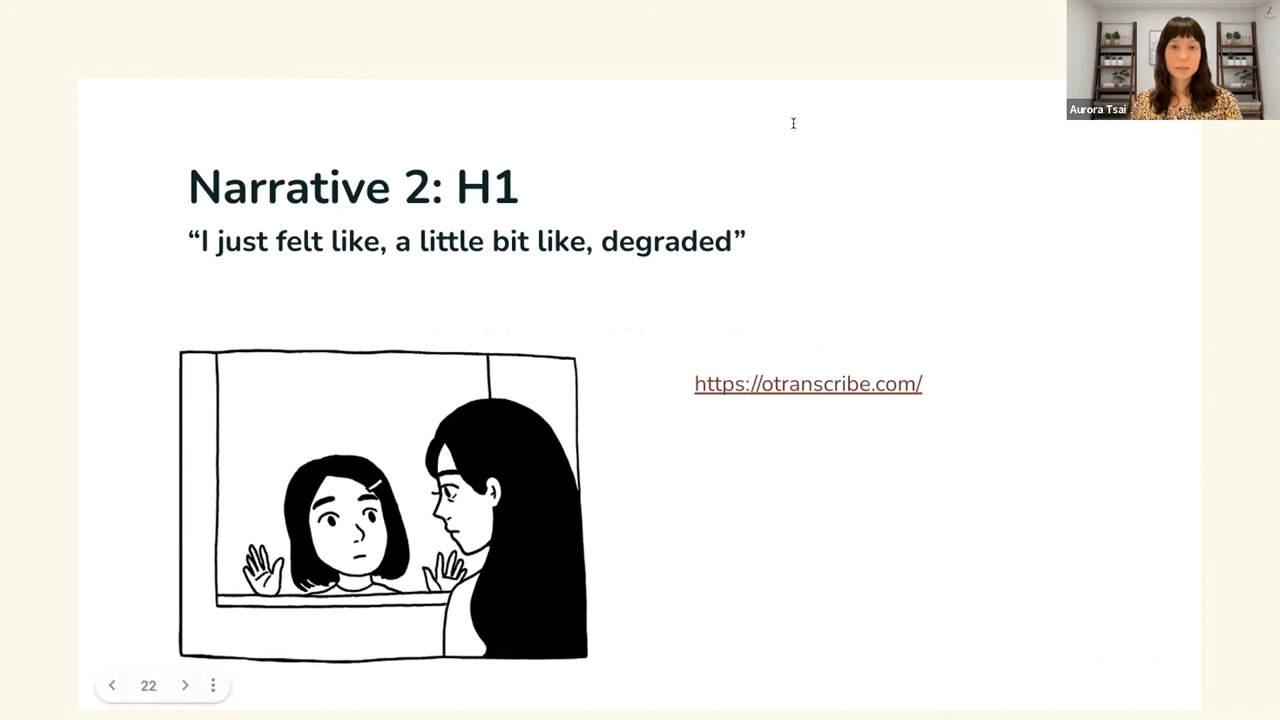 Aurora Tsai
Narrative 2: H1
“I just felt like, a little bit like, degraded”
https://otranscribe.com/
22